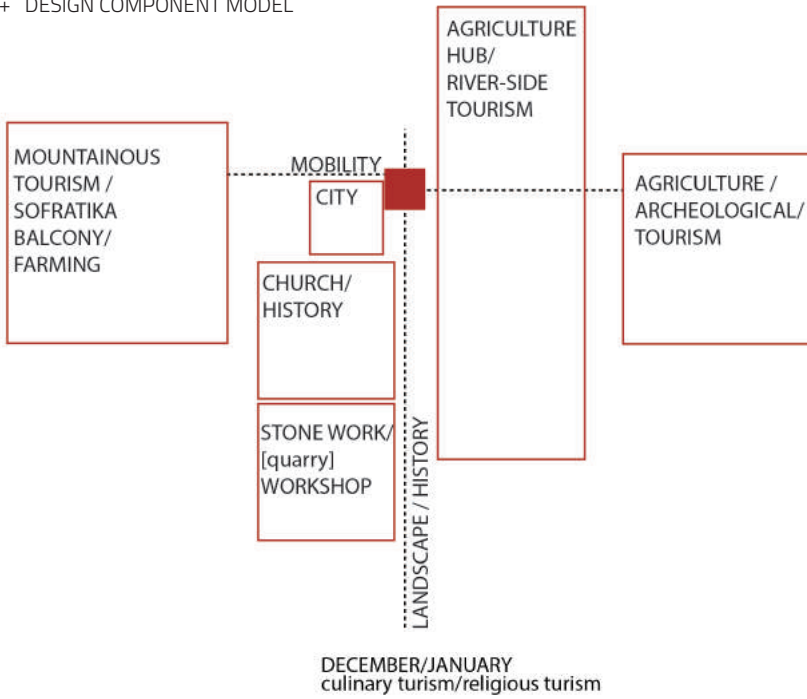 + DESIGN COMPONENT MODEL
AGRICULTURE
HUB/
RIVER-SIDE
TOURISM
MOUNTAINOUS
TOURISM /
SOFRATIKA
BALCONY/
FARMING
MOBILITY
CITY
AGRICULTURE /
ARCHEOLOGICAL/
TOURISM
CHURCH/
HISTORY
STONE WORK/
[quarry]
WORKSHOP
LANDSCAPE / HISTORY
DECEMBER/JANUARY
culinary turism/religious turism